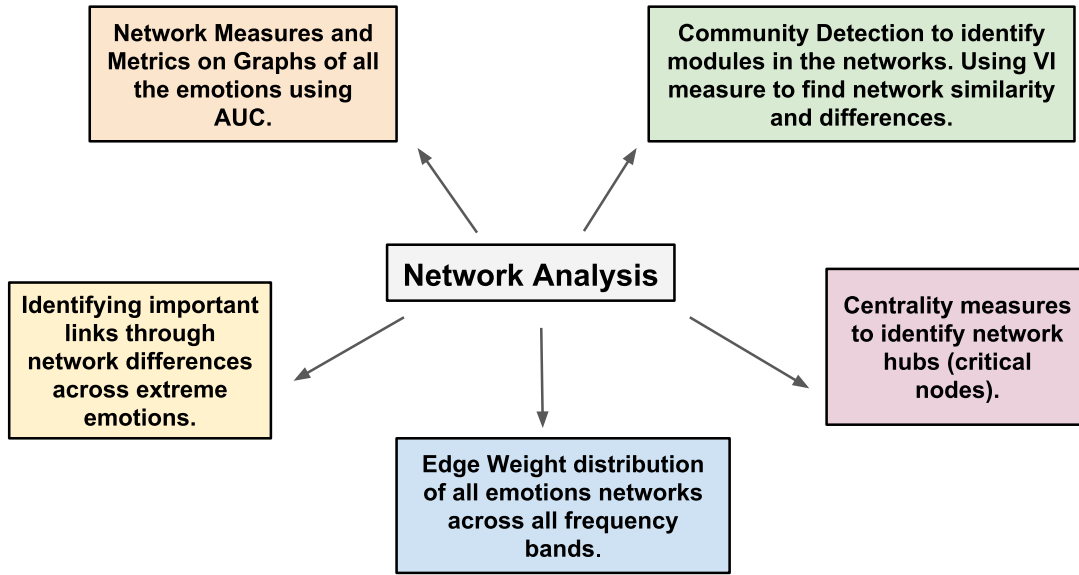 Network Measures and
Metrics on Graphs of all
the emotions using
AUC.
Community Detection to identify
modules in the networks. Using VI
measure to find network similarity
and differences.
Network Analysis
Identifying important
links through
network differences
across extreme
emotions.
Centrality measures
to identify network
hubs (critical
nodes).
Edge Weight distribution
of all emotions networks
across all frequency
bands.